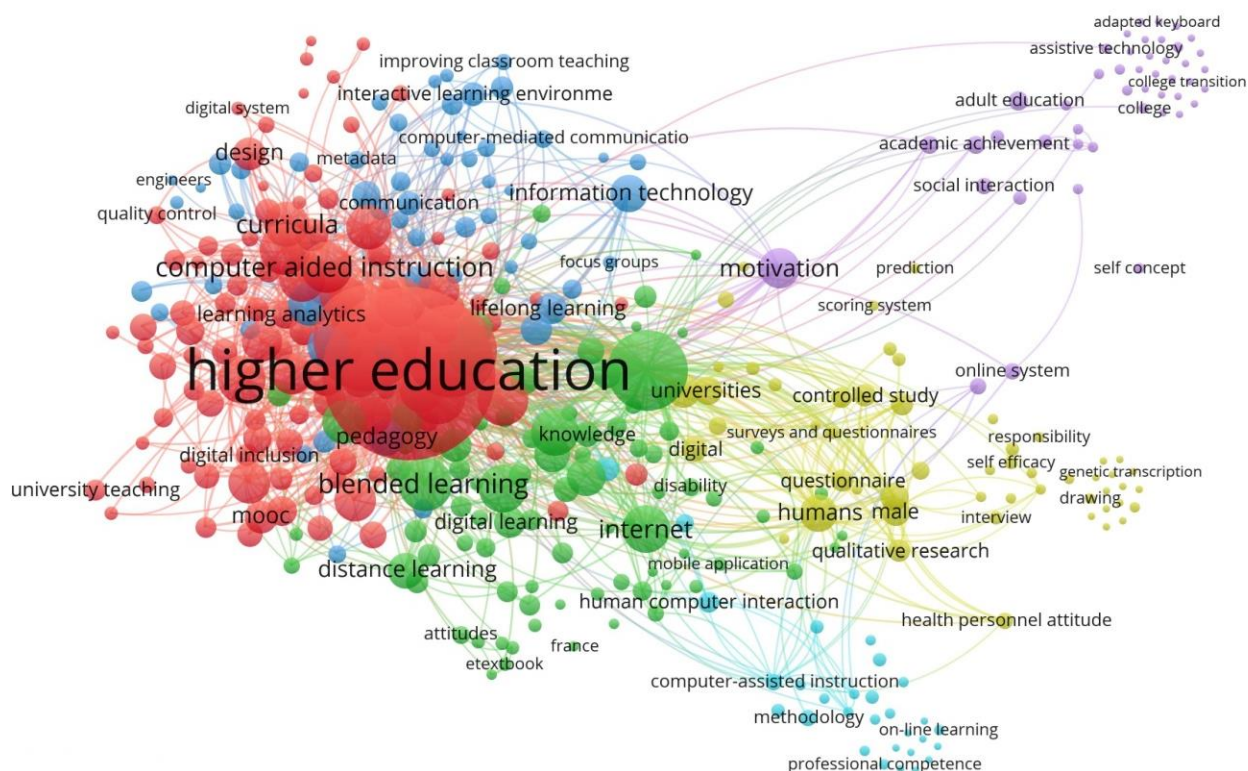 adapted keyboard
assistive technology
improving classroom teaching
college transition
interactive learning environme
adult education
college
digital system
computer-mediated communicatio
academic achievement
design
metadata
engineers
social interaction
information technology
communication
quality control
curricula
focus groups
motivation
prediction
self concept
computer aided instruction
scoring system
learning analytics
lifelong learning
higher education
online system
universities
controlled study
pedagogy
knowledge
surveys and questionnaires
responsibility
digital
digital inclusion
self efficacy
genetic transcription
university teaching
blended learning
disability
questionnaire
drawing
mooc
digital learning
internet
humans
male
interview
qualitative research
distance learning
mobile application
human computer interaction
health personnel attitude
attitudes
france
etextbook
computer-assisted instruction
methodology
on-line learning
professional competence